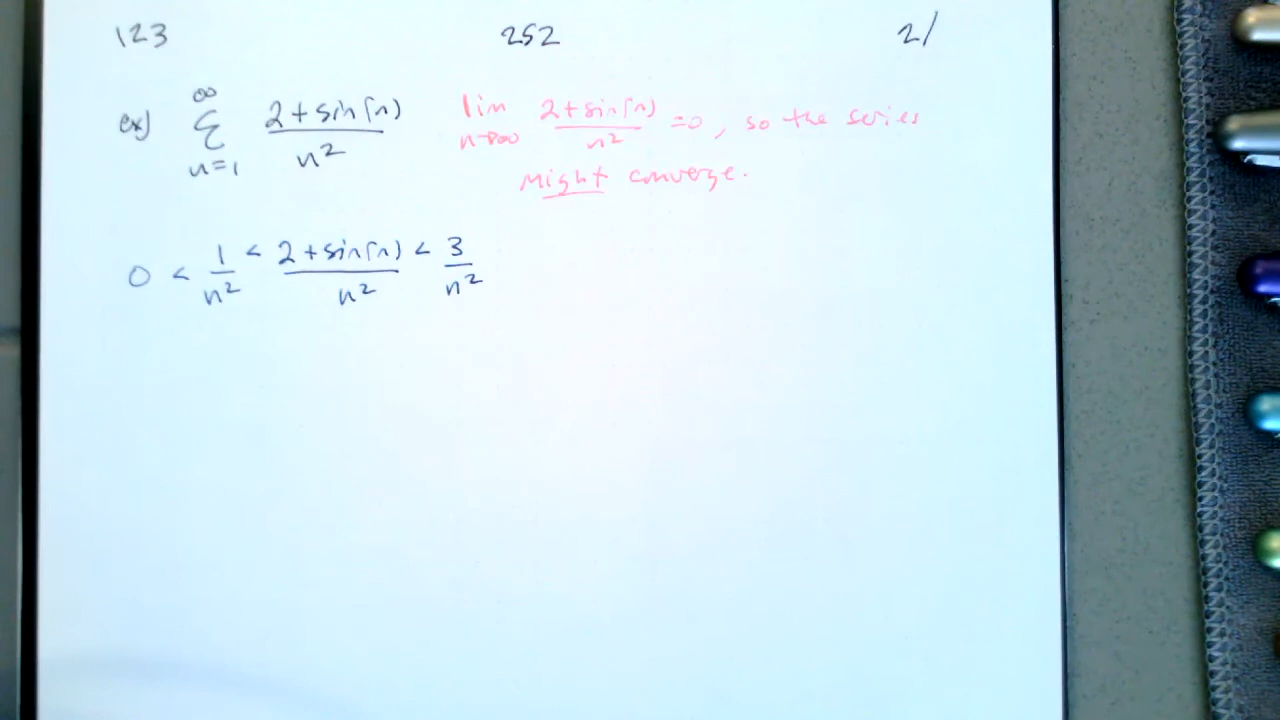 123 252 2/
ex) ∞ Σ n=1 2+sin(n) / n² lim n→∞ 2+sin(n) / n² =0, so the series
might converge.
0 < 1/n² < 2+sin(n) / n² < 3/n²